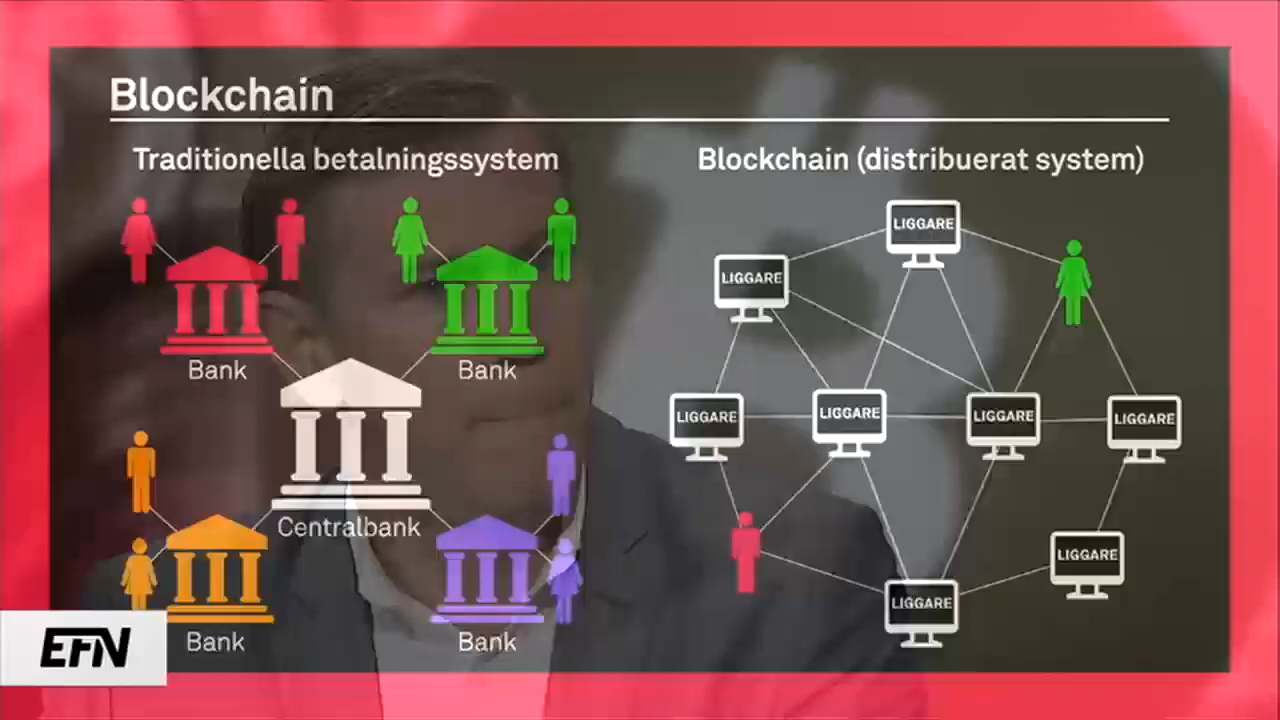 Blockchain
Traditionella betalningssystem
Bank
Bank
Centralbank
Bank
Bank
Blockchain (distribuerat system)
LIGGARE
LIGGARE
LIGGARE
LIGGARE
LIGGARE
LIGGARE
LIGGARE
LIGGARE
EFN